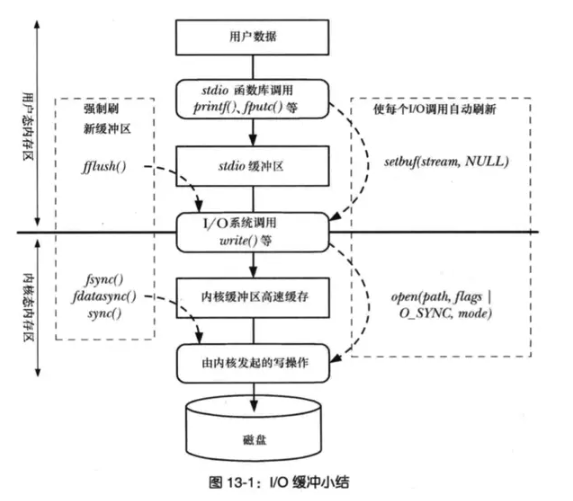 用户数据
stdio 函数库调用
printf()、fputc() 等
强制刷
新缓冲区
fflush()
使每个I/O调用自动刷新
setbuf(stream, NULL)
stdio 缓冲区
用户态内存区
I/O系统调用
write() 等
fsync()
fdatasync()
sync()
内核缓冲区高速缓存
open(path, flags |
O_SYNC, mode)
内核态内存区
由内核发起的写操作
磁盘
图 13-1：I/O 缓冲小结